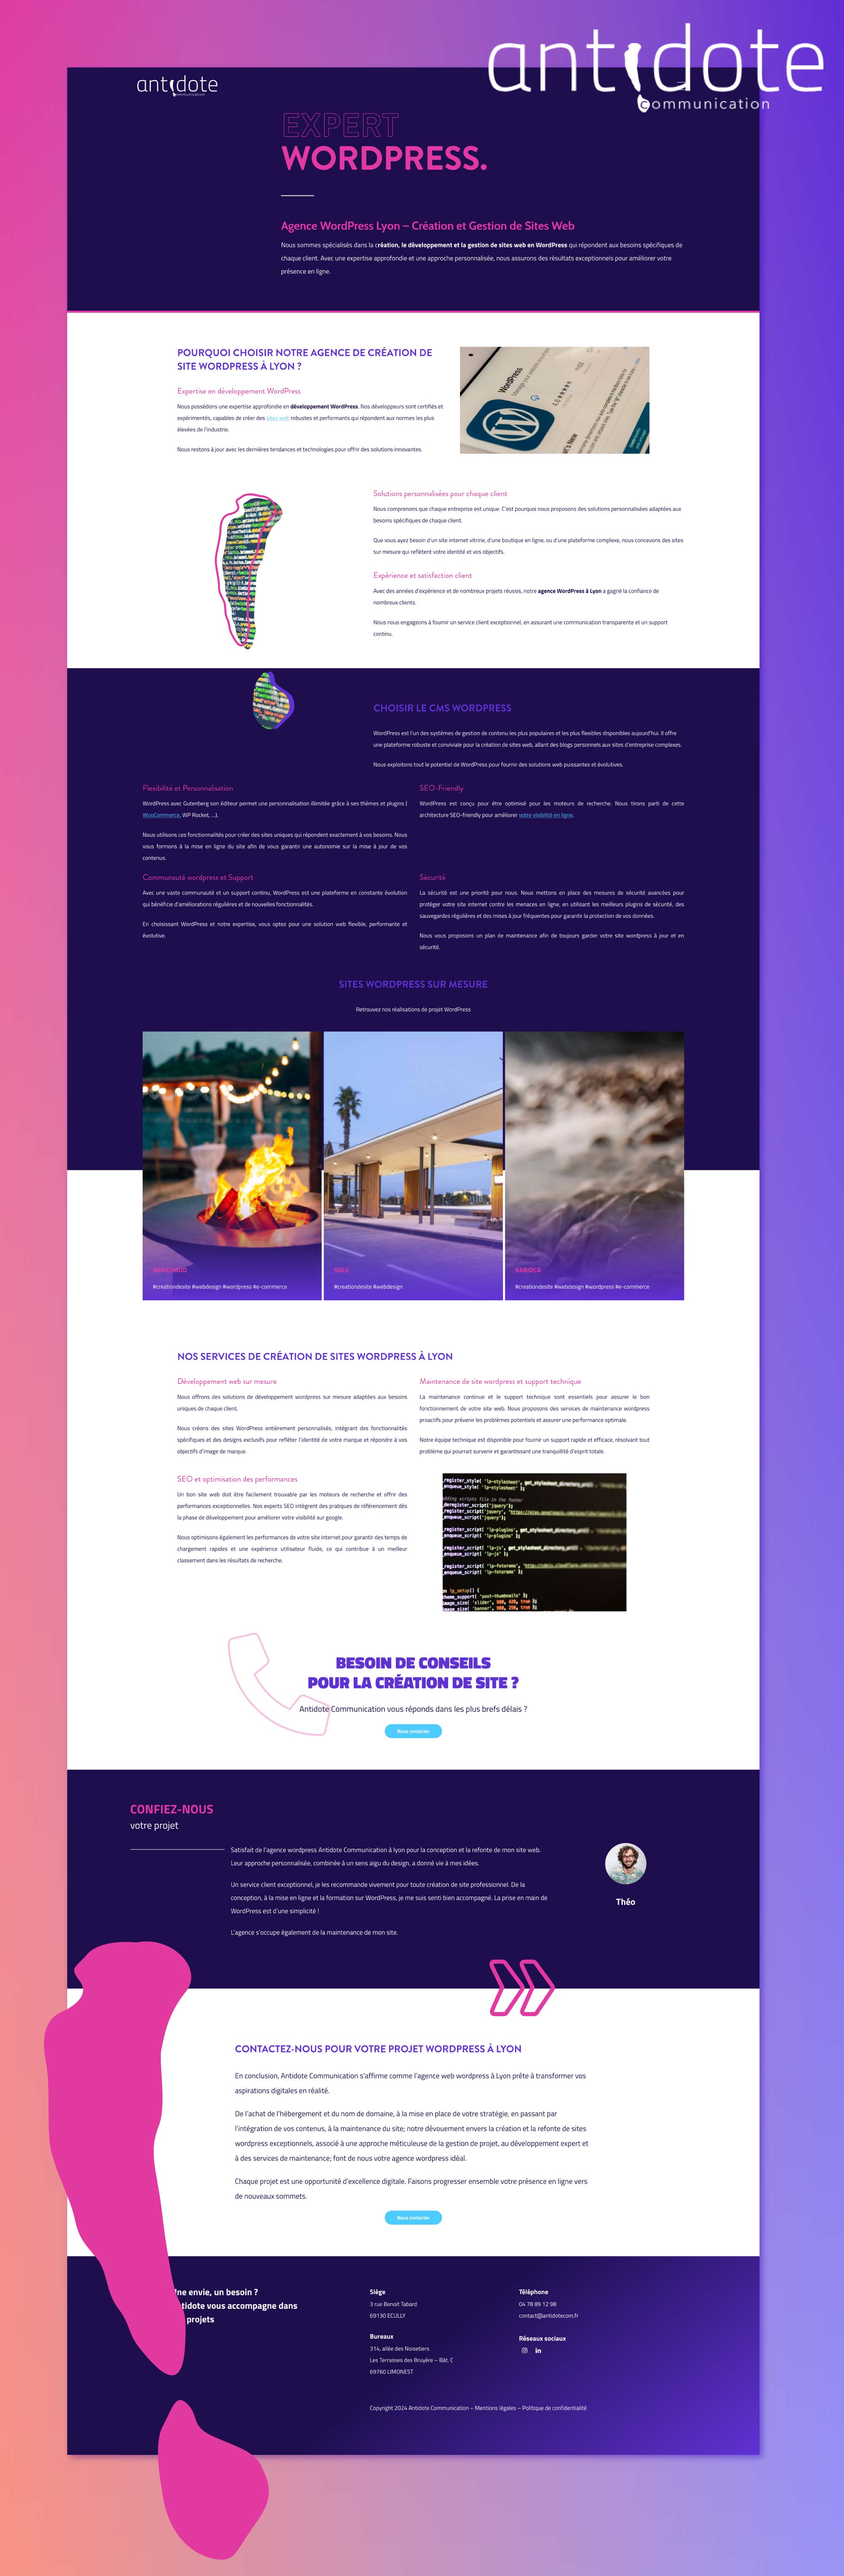 antidote
communication
antidote
EXPERT
WORDPRESS.
Agence WordPress Lyon – Création et Gestion de Sites Web
Nous sommes spécialisés dans la création, le développement et la gestion de sites web en WordPress qui répondent aux besoins spécifiques de
chaque client. Avec une expertise approfondie et une approche personnalisée, nous assurons des résultats exceptionnels pour améliorer votre
présence en ligne.
POURQUOI CHOISIR NOTRE AGENCE DE CRÉATION DE
SITE WORDPRESS À LYON ?
Expertise en développement WordPress
Nous possédons une expertise approfondie en développement WordPress. Nos développeurs sont certifiés et
expérimentés, capables de créer des sites web robustes et performants qui répondent aux normes les plus
élevées de l'industrie.
Nous restons à jour avec les dernières tendances et technologies pour offrir des solutions innovantes.
WordPress
Solutions personnalisées pour chaque client
Nous comprenons que chaque entreprise est unique. C'est pourquoi nous proposons des solutions personnalisées adaptées aux
besoins spécifiques de chaque client.
Que vous ayez besoin d'un site internet vitrine, d'une boutique en ligne, ou d'une plateforme complexe, nous concevons des sites
sur mesure qui reflètent votre identité et vos objectifs.
Expérience et satisfaction client
Avec des années d'expérience et de nombreux projets réussis, notre agence WordPress à Lyon a gagné la confiance de
nombreux clients.
Nous nous engageons à fournir un service client exceptionnel, en assurant une communication transparente et un support
continu.
CHOISIR LE CMS WORDPRESS
WordPress est l'un des systèmes de gestion de contenu les plus populaires et les plus flexibles disponibles aujourd'hui. Il offre
une plateforme robuste et conviviale pour la création de sites web, allant des blogs personnels aux sites d'entreprise complexes.
Nous exploitons tout le potentiel de WordPress pour fournir des solutions web puissantes et évolutives.
Flexibilité et Personnalisation
WordPress avec Gutenberg son éditeur permet une personnalisation illimitée grâce à ses thèmes et plugins (
WooCommerce, WP Rocket, ...).
Nous utilisons ces fonctionnalités pour créer des sites uniques qui répondent exactement à vos besoins. Nous
vous formons à la mise en ligne du site afin de vous garantir une autonomie sur la mise à jour de vos
contenus.
SEO-Friendly
WordPress est conçu pour être optimisé pour les moteurs de recherche. Nous tirons parti de cette
architecture SEO-friendly pour améliorer votre visibilité en ligne.
Communauté wordpress et Support
Avec une vaste communauté et un support continu, WordPress est une plateforme en constante évolution
qui bénéficie d'améliorations régulières et de nouvelles fonctionnalités.
En choisissant WordPress et notre expertise, vous optez pour une solution web flexible, performante et
évolutive.
Sécurité
La sécurité est une priorité pour nous. Nous mettons en place des mesures de sécurité avancées pour
protéger votre site internet contre les menaces en ligne, en utilisant les meilleurs plugins de sécurité, des
sauvegardes régulières et des mises à jour fréquentes pour garantir la protection de vos données.
Nous vous proposons un plan de maintenance afin de toujours garder votre site wordpress à jour et en
sécurité.
SITES WORDPRESS SUR MESURE
Retrouvez nos réalisations de projet WordPress
#creationdesite #webdesign #wordpress #e-commerce
SOLS
#creationdesite #webdesign
KABIOCA
#creationdesite #webdesign #wordpress #e-commerce
NOS SERVICES DE CRÉATION DE SITES WORDPRESS À LYON
Développement web sur mesure
Nous offrons des solutions de développement wordpress sur mesure adaptées aux besoins
uniques de chaque client.
Nous créons des sites WordPress entièrement personnalisés, intégrant des fonctionnalités
spécifiques et des designs exclusifs pour refléter l'identité de votre marque et répondre à vos
objectifs d'image de marque.
Maintenance de site wordpress et support technique
La maintenance continue et le support technique sont essentiels pour assurer le bon
fonctionnement de votre site web. Nous proposons des services de maintenance wordpress
proactifs pour prévenir les problèmes potentiels et assurer une performance optimale.
Notre équipe technique est disponible pour fournir un support rapide et efficace, résolvant tout
problème qui pourrait survenir et garantissant une tranquillité d'esprit totale.
SEO et optimisation des performances
Un bon site web doit être facilement trouvable par les moteurs de recherche et offrir des
performances exceptionnelles. Nos experts SEO intègrent des pratiques de référencement dès
la phase de développement pour améliorer votre visibilité sur google.
Nous optimisons également les performances de votre site internet pour garantir des temps de
chargement rapides et une expérience utilisateur fluide, ce qui contribue à un meilleur
classement dans les résultats de recherche.
BESOIN DE CONSEILS
POUR LA CRÉATION DE SITE ?
Antidote Communication vous réponds dans les plus brefs délais ?
Nous contacter
CONFIEZ-NOUS
votre projet
Satisfait de l'agence wordpress Antidote Communication à lyon pour la conception et la refonte de mon site web.
Leur approche personnalisée, combinée à un sens aigu du design, a donné vie à mes idées.
Un service client exceptionnel, je les recommande vivement pour toute création de site professionnel. De la
conception, à la mise en ligne et la formation sur WordPress, je me suis senti bien accompagné. La prise en main de
WordPress est d'une simplicité !
L'agence s'occupe également de la maintenance de mon site.
Théo
CONTACTEZ-NOUS POUR VOTRE PROJET WORDPRESS À LYON
En conclusion, Antidote Communication s'affirme comme l'agence web wordpress à Lyon prête à transformer vos
aspirations digitales en réalité.
De l'achat de l'hébergement et du nom de domaine, à la mise en place de votre stratégie, en passant par
l'intégration de vos contenus, à la maintenance du site; notre dévouement envers la création et la refonte de sites
wordpress exceptionnels, associé à une approche méticuleuse de la gestion de projet, au développement expert et
à des services de maintenance; font de nous votre agence wordpress idéal.
Chaque projet est une opportunité d'excellence digitale. Faisons progresser ensemble votre présence en ligne vers
de nouveaux sommets.
Nous contacter
ne envie, un besoin ?
tidote vous accompagne dans
projets
Siège
3 rue Benoit Tabard
69130 ECULLY
Bureaux
314, allée des Noisetiers
Les Terrasses des Bruyère – Bât. C
69760 LIMONEST
Téléphone
04 78 89 12 98
contact@antidotecom.fr
Réseaux sociaux
Copyright 2024 Antidote Communication – Mentions légales – Politique de confidentialité